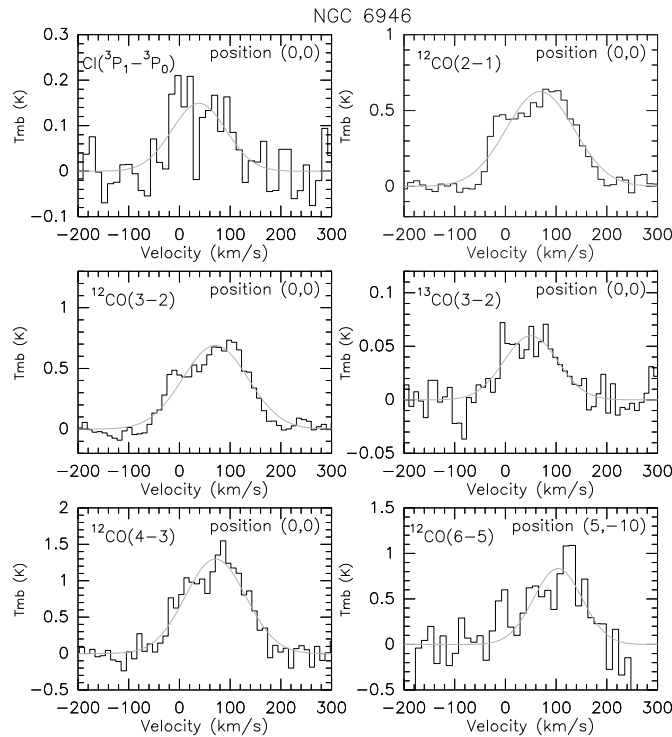 NGC 6946
CI(³P₁−³P₀) position (0,0)
0.3
0.2
0.1
0
−0.1
Tmb (K)
−200 −100 0 100 200 300
Velocity (km/s)
¹²CO(2−1) position (0,0)
1
0.5
0
Tmb (K)
−200 −100 0 100 200 300
Velocity (km/s)
¹²CO(3−2) position (0,0)
1
0.5
0
Tmb (K)
−200 −100 0 100 200 300
Velocity (km/s)
¹³CO(3−2) position (0,0)
0.1
0.05
0
−0.05
Tmb (K)
−200 −100 0 100 200 300
Velocity (km/s)
¹²CO(4−3) position (0,0)
2
1.5
1
0.5
0
−0.5
Tmb (K)
−200 −100 0 100 200 300
Velocity (km/s)
¹²CO(6−5) position (5,−10)
1.5
1
0.5
0
−0.5
Tmb (K)
−200 −100 0 100 200 300
Velocity (km/s)